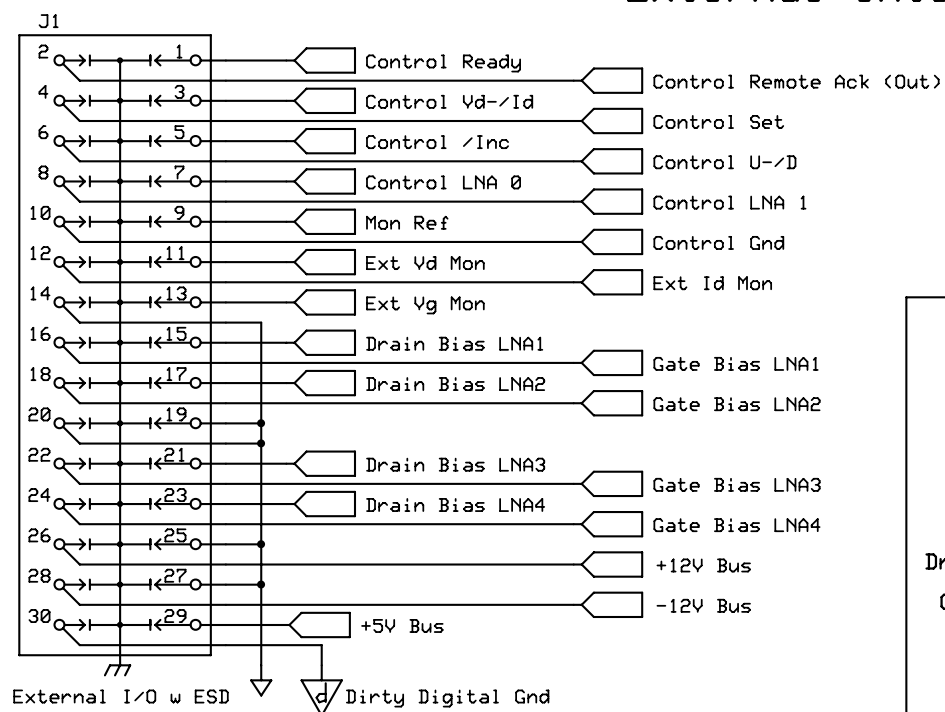 J1
2 1 Control Ready
Control Remote Ack (Out)
4 3 Control Vd-/Id
Control Set
6 5 Control /Inc
Control U-/D
8 7 Control LNA 0
Control LNA 1
10 9 Mon Ref
Control Gnd
12 11 Ext Vd Mon
Ext Id Mon
14 13 Ext Vg Mon
16 15 Drain Bias LNA1
Gate Bias LNA1
18 17 Drain Bias LNA2
Gate Bias LNA2
20 19
22 21 Drain Bias LNA3
Gate Bias LNA3
24 23 Drain Bias LNA4
Gate Bias LNA4
26 25
+12V Bus
28 27
-12V Bus
30 29 +5V Bus
External I/O w ESD
d Dirty Digital Gnd